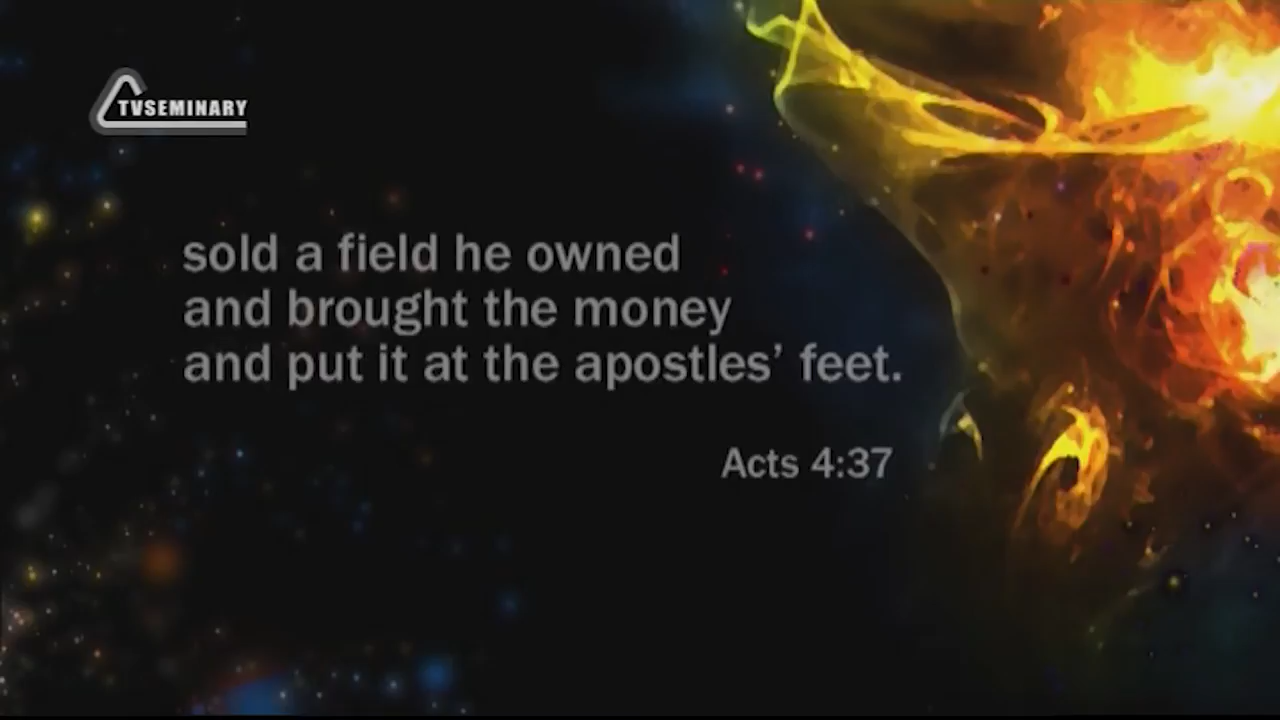 TVSEMINARY
sold a field he owned
and brought the money
and put it at the apostles’ feet.
Acts 4:37